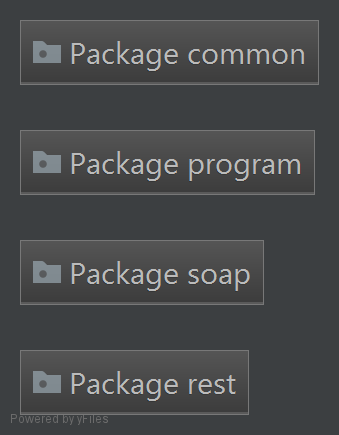 Package common
Package program
Package soap
Package rest
Powered by yFiles